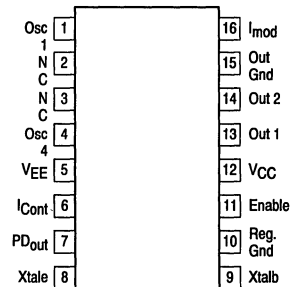 Osc 1
1
N C
2
N C
3
Osc 4
4
VEE
5
ICont
6
PDout
7
Xtale
8
16
Imod
15
Out
Gnd
14
Out 2
13
Out 1
12
VCC
11
Enable
10
Reg.
Gnd
9
Xtalb